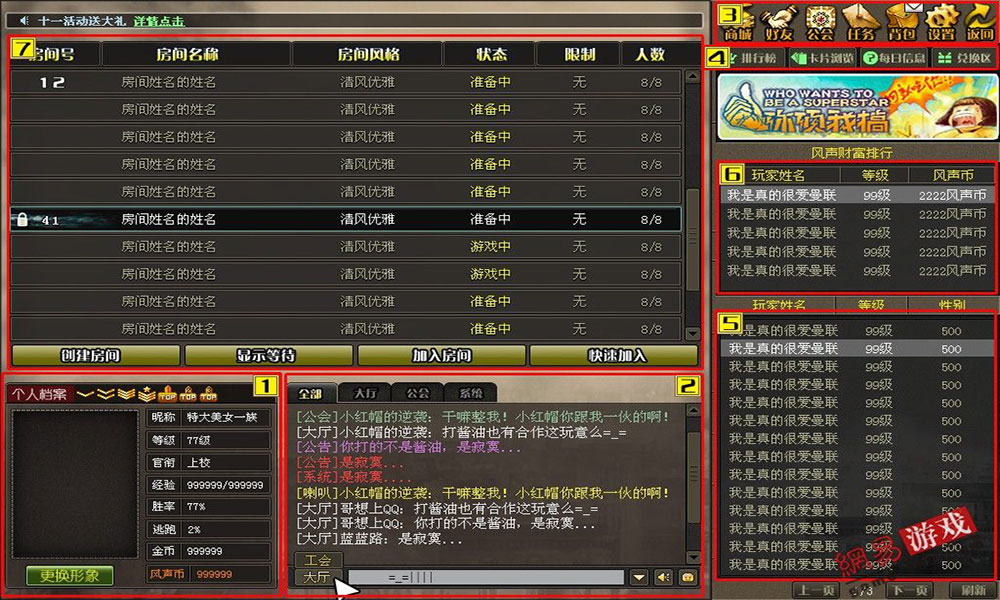 十一活动送大礼 详情点击
7 房间号 房间名称 房间风格 状态 限制 人数
12 房间姓名的姓名 清风优雅 准备中 无 8/8
房间姓名的姓名 清风优雅 准备中 无 8/8
房间姓名的姓名 清风优雅 准备中 无 8/8
房间姓名的姓名 清风优雅 准备中 无 8/8
房间姓名的姓名 清风优雅 准备中 无 8/8
41 房间姓名的姓名 清风优雅 准备中 无 8/8
房间姓名的姓名 清风优雅 游戏中 无 8/8
房间姓名的姓名 清风优雅 游戏中 无 8/8
房间姓名的姓名 清风优雅 准备中 无 8/8
房间姓名的姓名 清风优雅 准备中 无 8/8
创建房间 显示等待 加入房间 快速加入
3 商城 好友 公会 任务 背包 设置 返回
4 排行榜 卡片浏览 每日信息 兑换区
WHO WANTS TO
BE A SUPERSTAR
你须我搞
风声财富排行
6 玩家姓名 等级 风声币
我是真的很爱曼联 99级 2222风声币
我是真的很爱曼联 99级 2222风声币
我是真的很爱曼联 99级 2222风声币
我是真的很爱曼联 99级 2222风声币
我是真的很爱曼联 99级 2222风声币
玩家姓名 等级 性别
5
我是真的很爱曼联 99级 500
我是真的很爱曼联 99级 500
我是真的很爱曼联 99级 500
我是真的很爱曼联 99级 500
我是真的很爱曼联 99级 500
我是真的很爱曼联 99级 500
我是真的很爱曼联 99级 500
我是真的很爱曼联 99级 500
我是真的很爱曼联 99级 500
我是真的很爱曼联 99级 500
我是真的很爱曼联 99级 500
我是真的很爱曼联 99级 500
我是真的很爱曼联 99级 500
我是真的很爱曼联 99级 500
上一页 /3 下一页 刷新
網易游戏
个人档案 TOP TOP TOP 1
昵称 特大美女一族
等级 77级
官衔 上校
经验 999999/999999
胜率 77%
逃跑 2%
金币 999999
风声币 999999
更换形象
全部 大厅 公会 系统 2
[公会]小红帽的逆袭：干嘛整我！小红帽你跟我一伙的啊！
[大厅]小红帽的逆袭：打酱油也有合作这玩意么=_=
[公告]你打的不是酱油，是寂寞...
[公告]是寂寞...
[系统]是寂寞....
[喇叭]小红帽的逆袭：干嘛整我！小红帽你跟我一伙的啊！
[大厅]哥想上QQ：打酱油也有合作这玩意么=_=
[大厅]哥想上QQ：你打的不是酱油，是寂寞...
[大厅]蓝蓝路：是寂寞...
工会
大厅 =_=||||